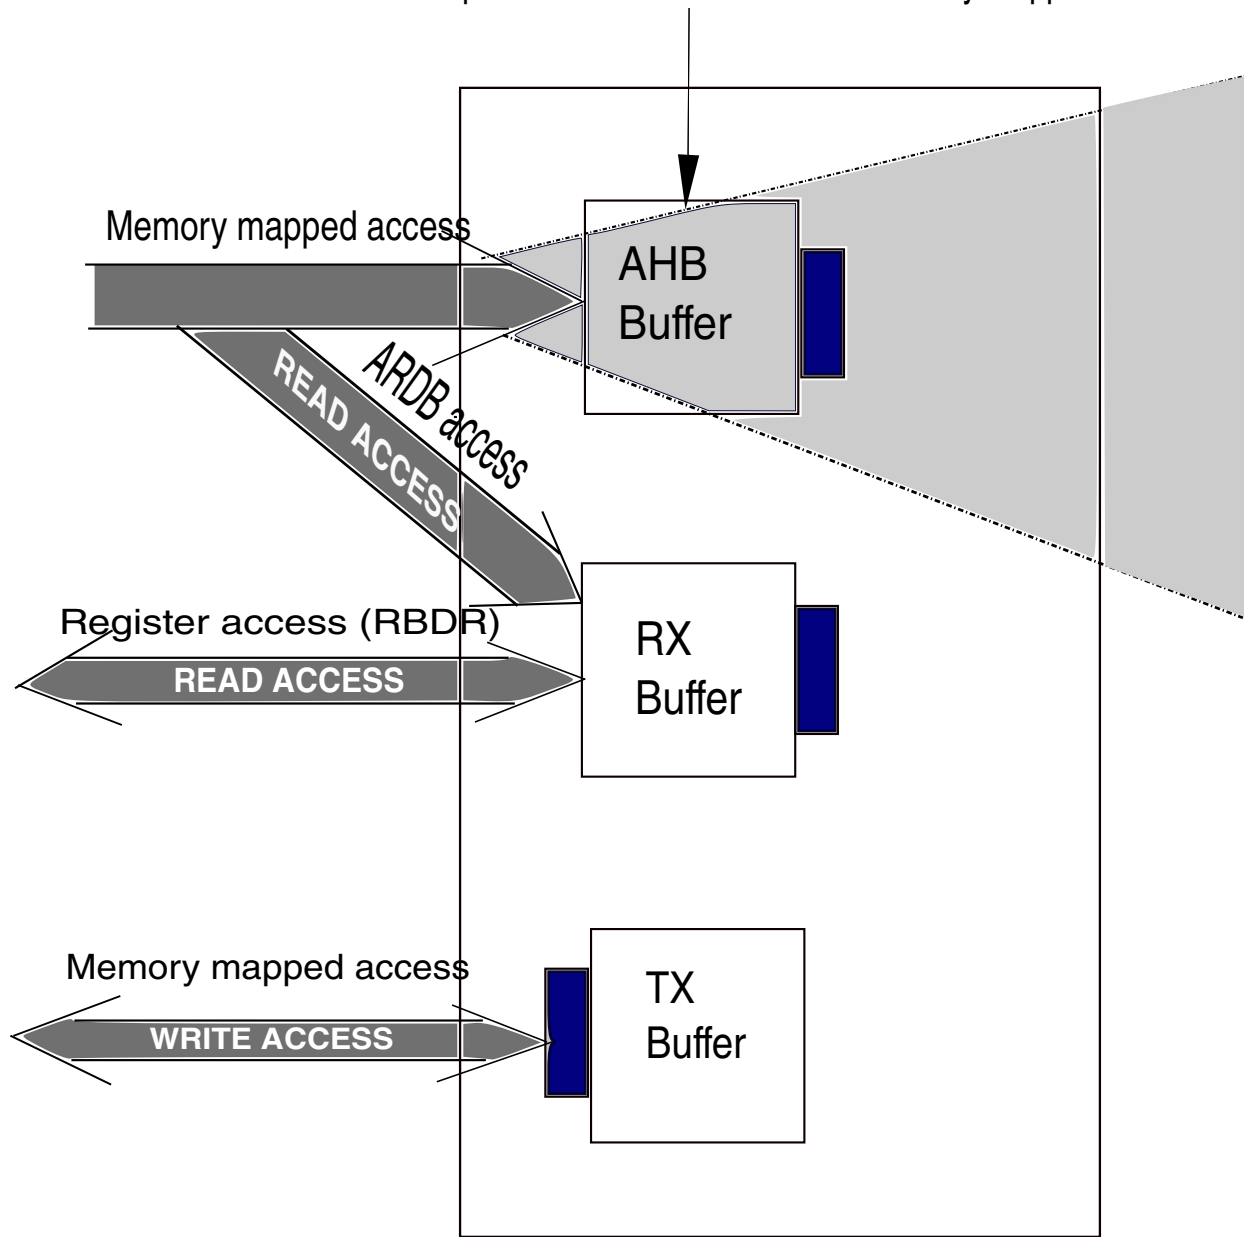 Memory mapped access
AHB
Buffer
ARDB access
READ ACCESS
Register access (RBDR)
READ ACCESS
RX
Buffer
Memory mapped access
WRITE ACCESS
TX
Buffer